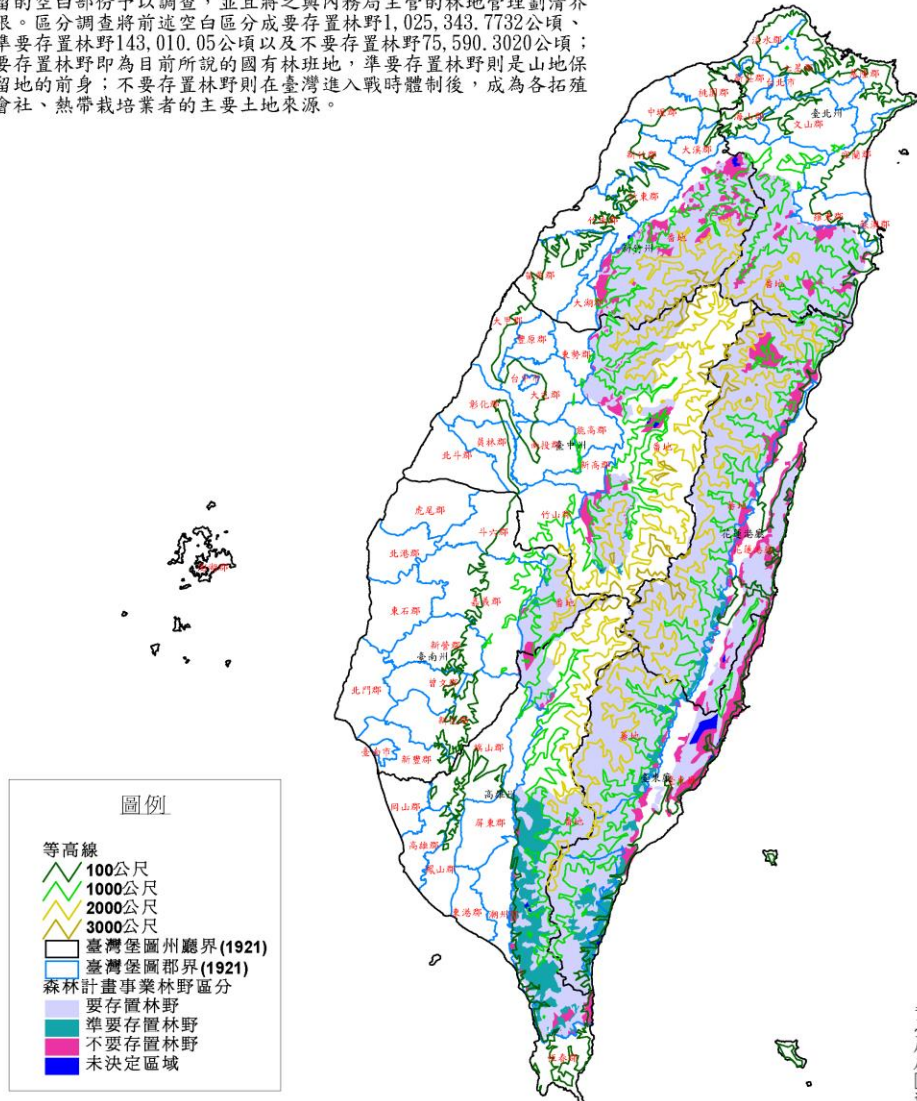 留的空白部份予以調查，並且將之與內務局主管的林地管理劃清界
限。區分調查將前述空白區分成要存置林野1,025,343.7732公頃、
準要存置林野143,010.05公頃以及不要存置林野75,590.3020公頃；
要存置林野即為目前所說的國有林班地，準要存置林野則是山地保
留地的前身；不要存置林野則在臺灣進入戰時體制後，成為各拓殖
會社、熱帶栽培業者的主要土地來源。
淡水郡
桃園郡
臺北州
中壢郡
文山郡
大溪郡
新竹郡
蕃地
蕃地
大湖郡
豐原郡
東勢郡
彰化郡
能高郡
員林郡
臺中州
北斗郡
新高郡
蕃地
虎尾郡
竹山郡
斗六郡
花蓮港廳
北港郡
東石郡
嘉義郡
蕃地
新營郡
臺南州
北門郡
曾文郡
蕃地
臺南市
新豐郡
旗山郡
岡山郡
屏東郡
蕃地
高雄郡
鳳山郡
東港郡
潮州郡
恆春郡
圖例
等高線
100公尺
1000公尺
2000公尺
3000公尺
臺灣堡圖州廳界(1921)
臺灣堡圖郡界(1921)
森林計畫事業林野區分
要存置林野
準要存置林野
不要存置林野
未決定區域